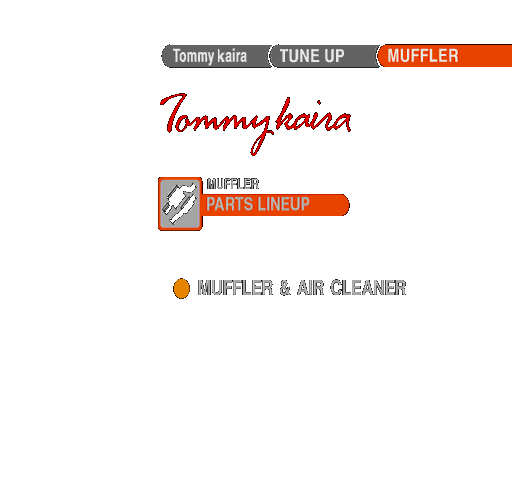 Tommy kaira TUNE UP MUFFLER
Tommykaira
MUFFLER
PARTS LINEUP
MUFFLER & AIR CLEANER